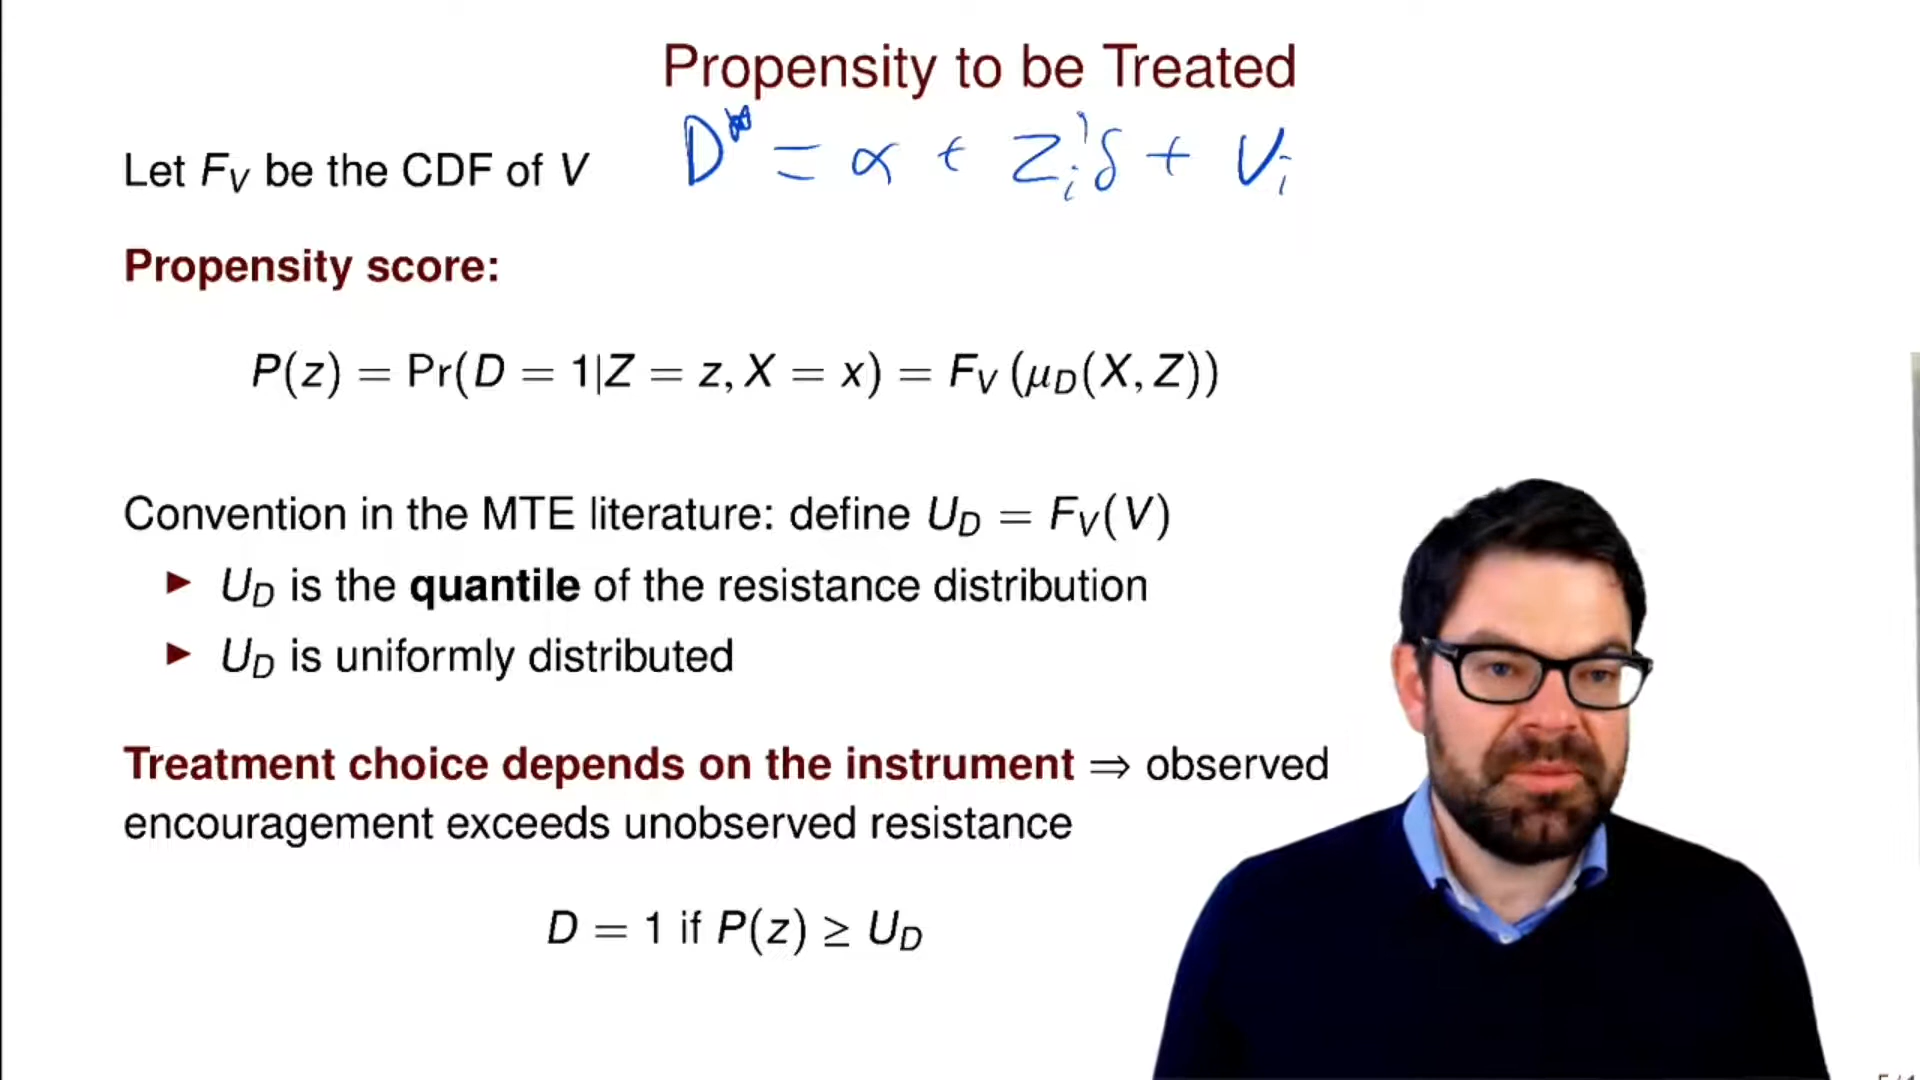 Propensity to be Treated
D* = α + Z_i'δ + V_i
Let F_V be the CDF of V
Propensity score:
P(z) = Pr(D = 1|Z = z, X = x) = F_V (μ_D(X, Z))
Convention in the MTE literature: define U_D = F_V(V)
► U_D is the quantile of the resistance distribution
► U_D is uniformly distributed
Treatment choice depends on the instrument ⇒ observed
encouragement exceeds unobserved resistance
D = 1 if P(z) ≥ U_D